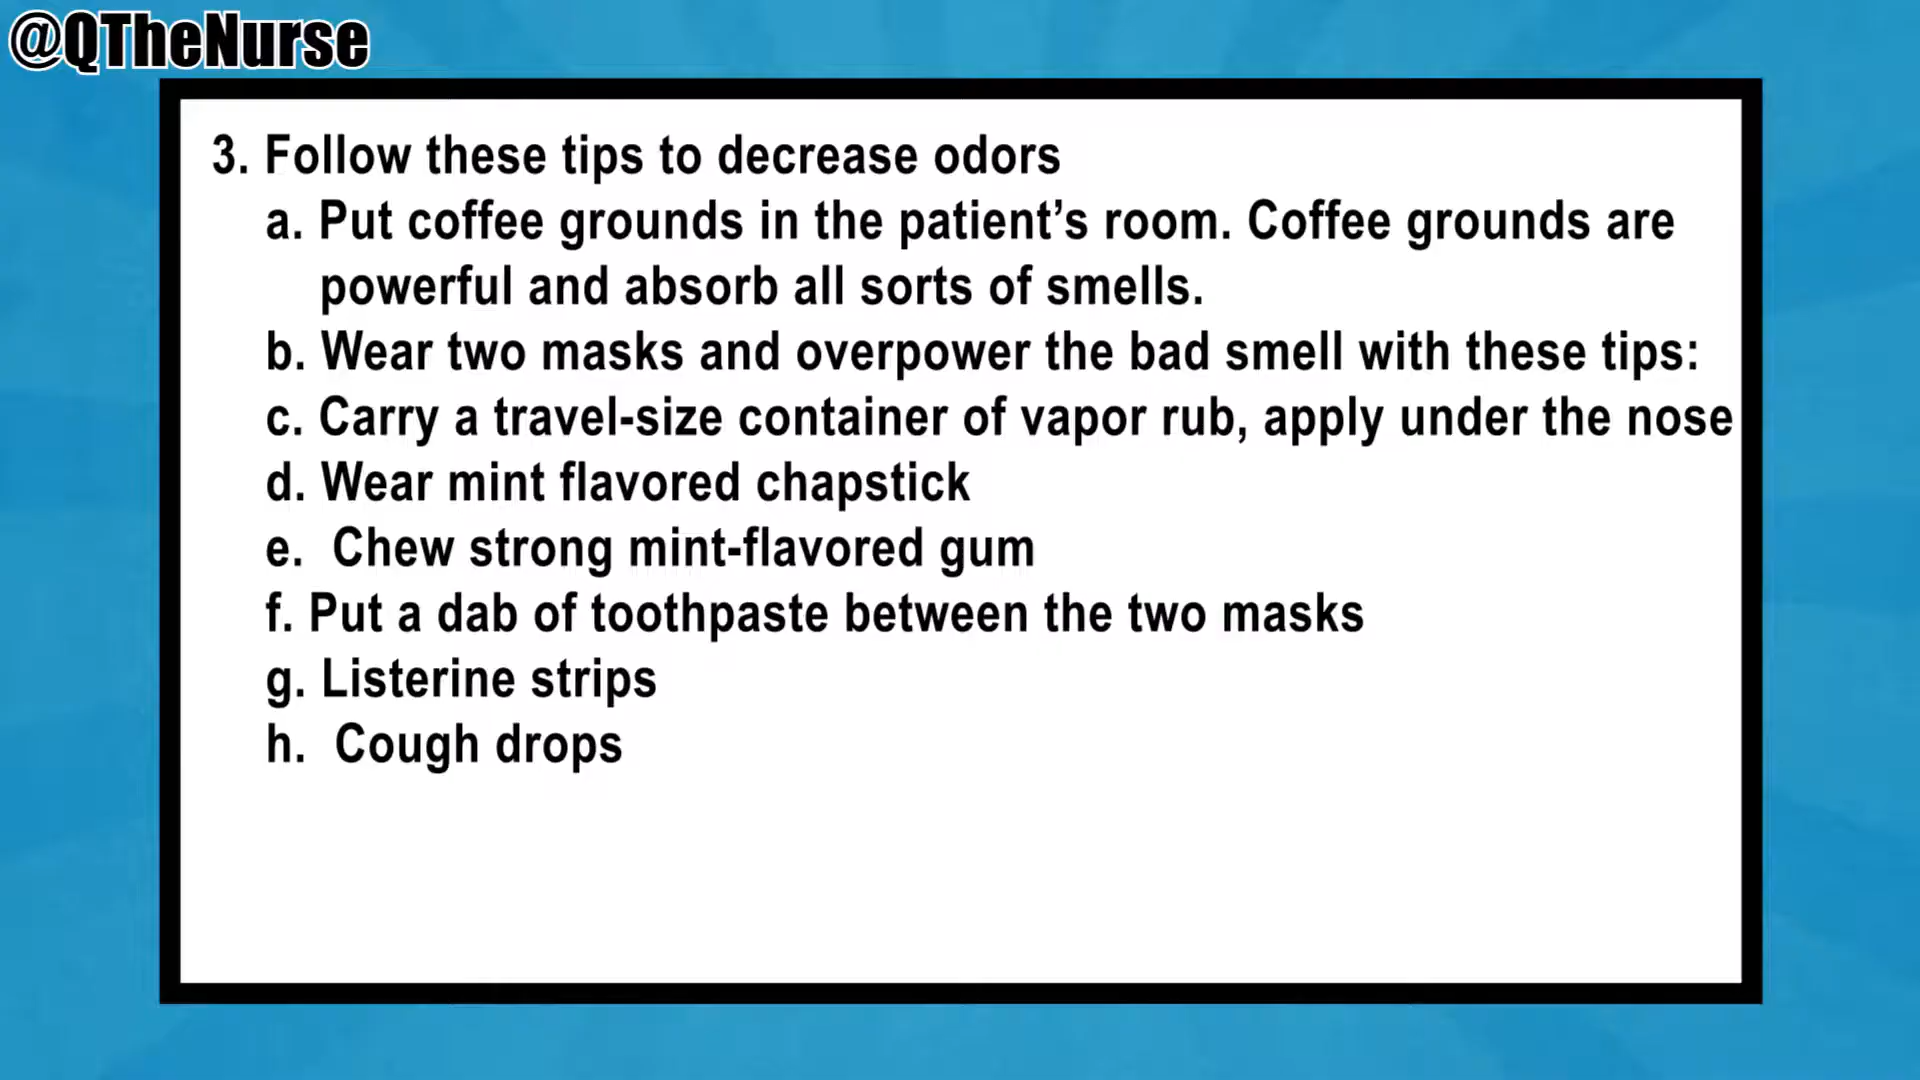 @QTheNurse
3. Follow these tips to decrease odors
a. Put coffee grounds in the patient’s room. Coffee grounds are
powerful and absorb all sorts of smells.
b. Wear two masks and overpower the bad smell with these tips:
c. Carry a travel-size container of vapor rub, apply under the nose
d. Wear mint flavored chapstick
e. Chew strong mint-flavored gum
f. Put a dab of toothpaste between the two masks
g. Listerine strips
h. Cough drops